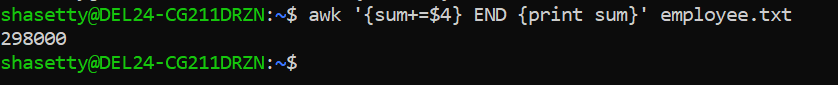 shasetty@DEL24-CG211DRZN:~$ awk '{sum+=$4} END {print sum}' employee.txt
298000
shasetty@DEL24-CG211DRZN:~$